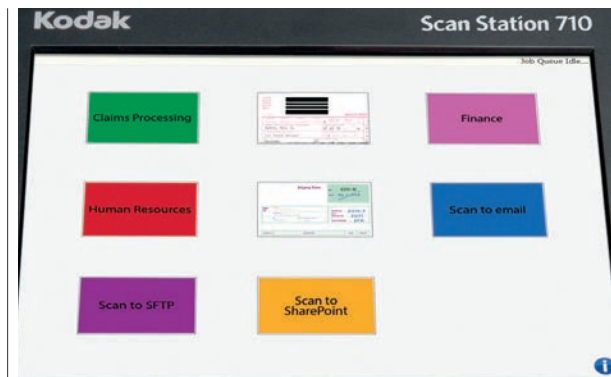 Kodak
Scan Station 710
Job Queue Idle...
Claims Processing
Finance
Human Resources
Scan to email
Scan to SFTP
Scan to
SharePoint
i